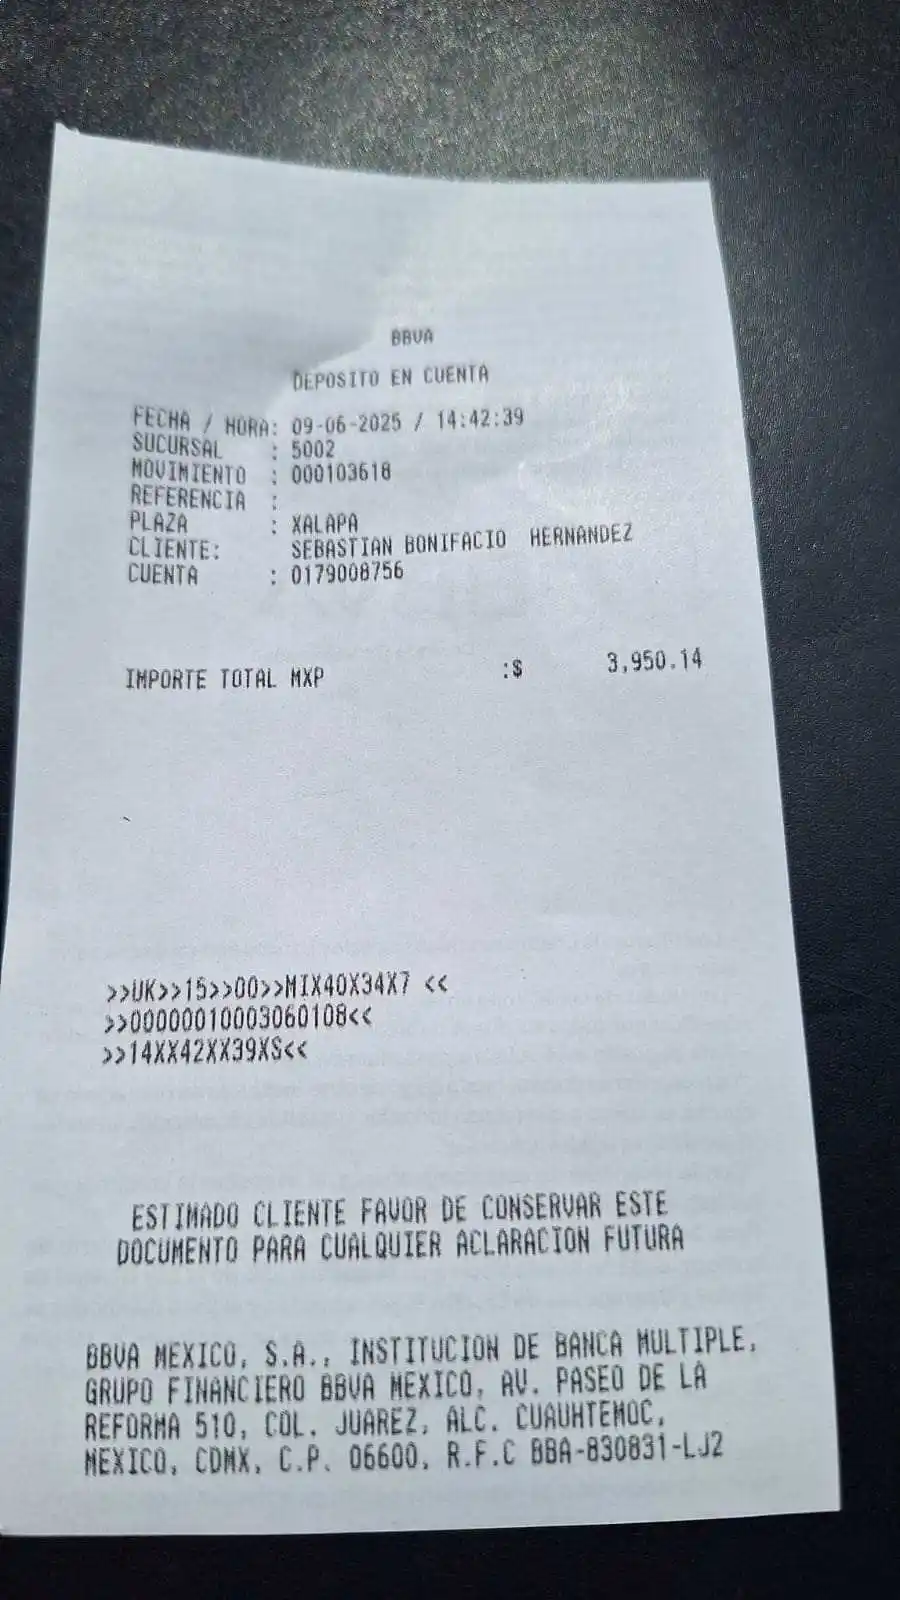 BBVA
DEPOSITO EN CUENTA
FECHA / HORA: 09-06-2025 / 14:42:39
SUCURSAL : 5002
MOVIMIENTO : 000103618
REFERENCIA :
PLAZA : XALAPA
CLIENTE: SEBASTIAN BONIFACIO HERNANDEZ
CUENTA : 0179008756
IMPORTE TOTAL MXP :$ 3,950.14
>>UK>>15>>00>>MIX40X34X7 <<
>>00000010003060108<<
>>14XX42XX39XS<<
ESTIMADO CLIENTE FAVOR DE CONSERVAR ESTE
DOCUMENTO PARA CUALQUIER ACLARACION FUTURA
BBVA MEXICO, S.A., INSTITUCION DE BANCA MULTIPLE,
GRUPO FINANCIERO BBVA MEXICO, AV. PASEO DE LA
REFORMA 510, COL. JUAREZ, ALC. CUAUHTEMOC,
MEXICO, CDMX, C.P. 06600, R.F.C BBA-830831-LJ2